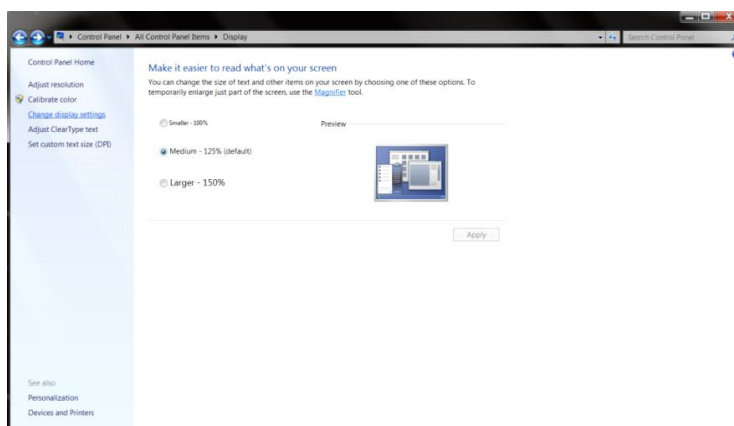 Control Panel ▸ All Control Panel Items ▸ Display
Search Control Panel
Control Panel Home
Adjust resolution
Calibrate color
Change display settings
Adjust ClearType text
Set custom text size (DPI)
Make it easier to read what's on your screen
You can change the size of text and other items on your screen by choosing one of these options. To
temporarily enlarge just part of the screen, use the Magnifier tool.
Smaller - 100%
Preview
Medium - 125% (default)
Larger - 150%
Apply
See also
Personalization
Devices and Printers